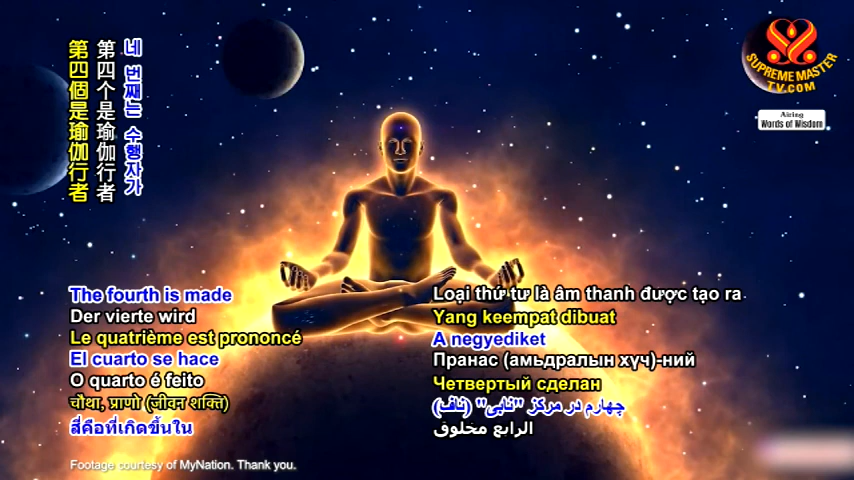 네 번째는 수행자가
第四个是瑜伽行者
第四個是瑜伽行者
SUPREME MASTER
TV.COM
Airing
Words of Wisdom
The fourth is made
Der vierte wird
Le quatrième est prononcé
El cuarto se hace
O quarto é feito
चौथा, प्राणो (जीवन शक्ति)
สี่คือที่เกิดขึ้นใน
Loại thứ tư là âm thanh được tạo ra
Yang keempat dibuat
A negyediket
Пранас (амьдралын хүч)-ний
Четвертый сделан
چهارم در مرکز "نابی" (ناف)
الرابع مخلوق
Footage courtesy of MyNation. Thank you.